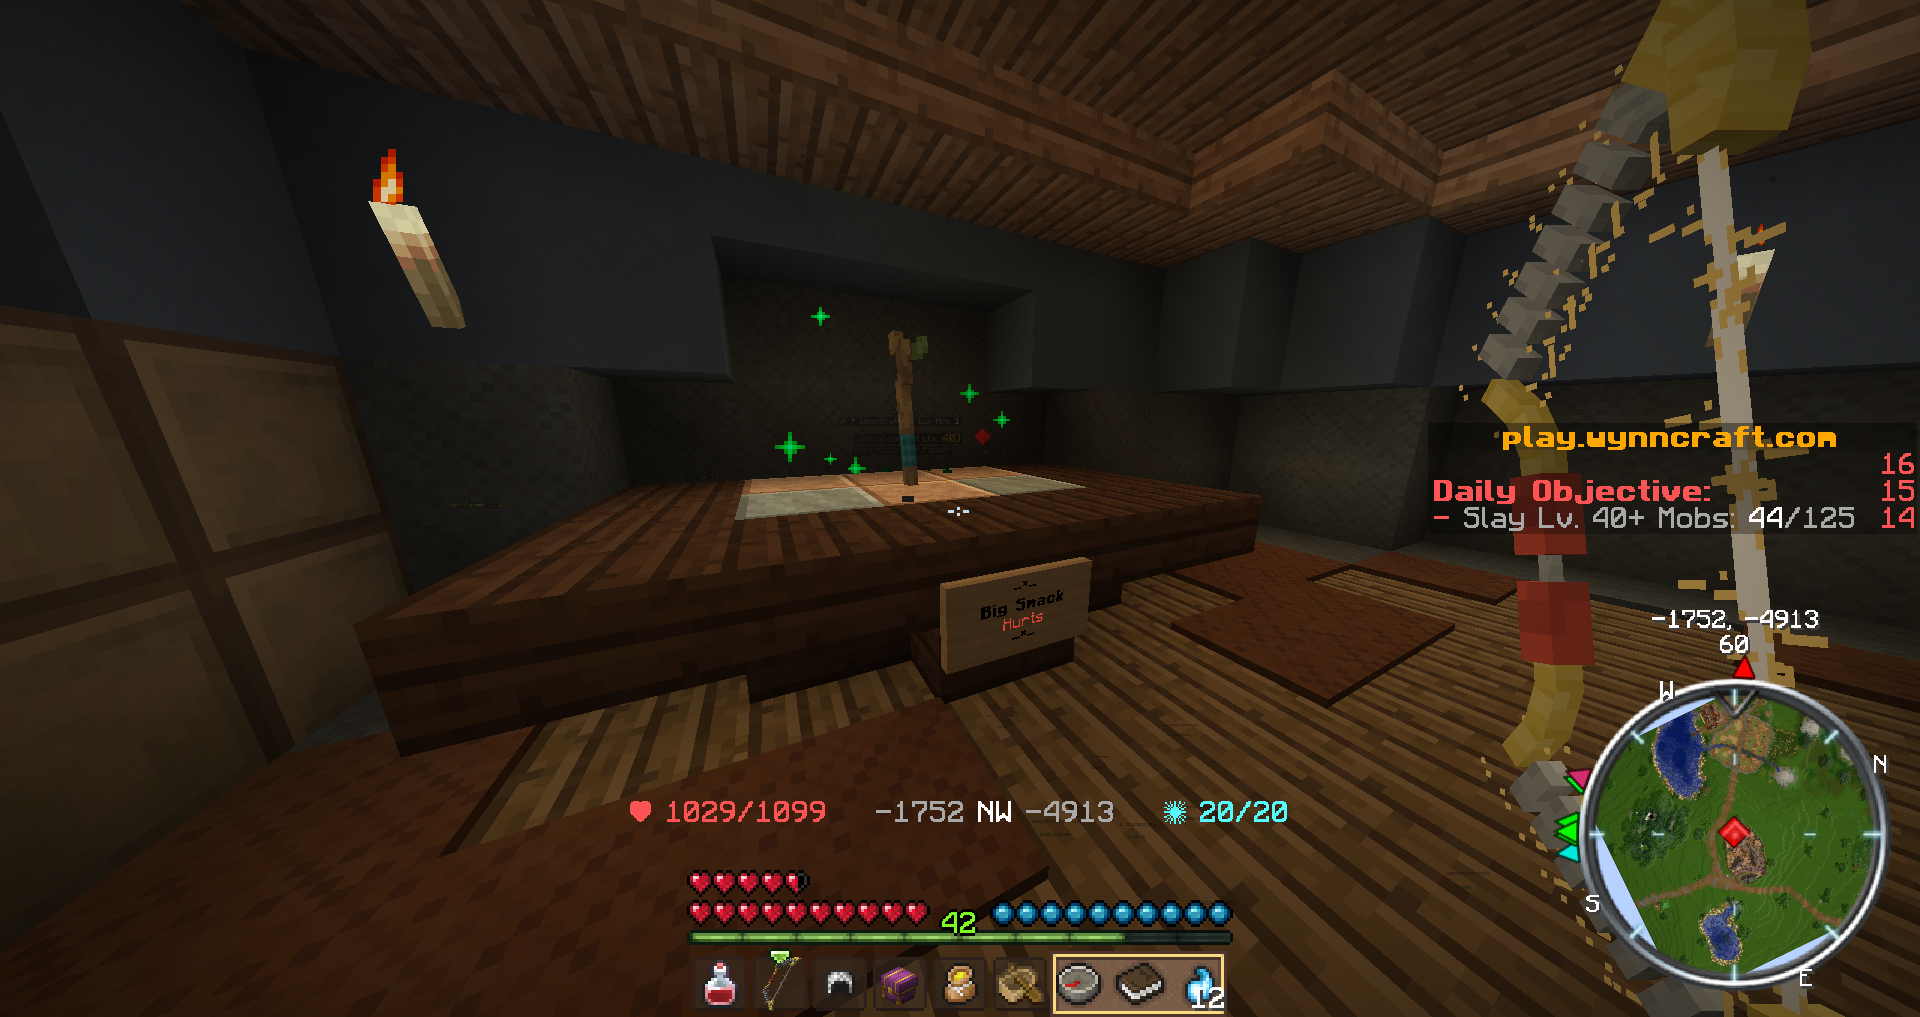 play.wynncraft.com
16
Daily Objective: 15
- Slay Lv. 40+ Mobs: 44/125 14
Big Smack
Hurts
-1752, -4913
60
W
N
S
E
1029/1099 -1752 NW -4913 20/20
42
12